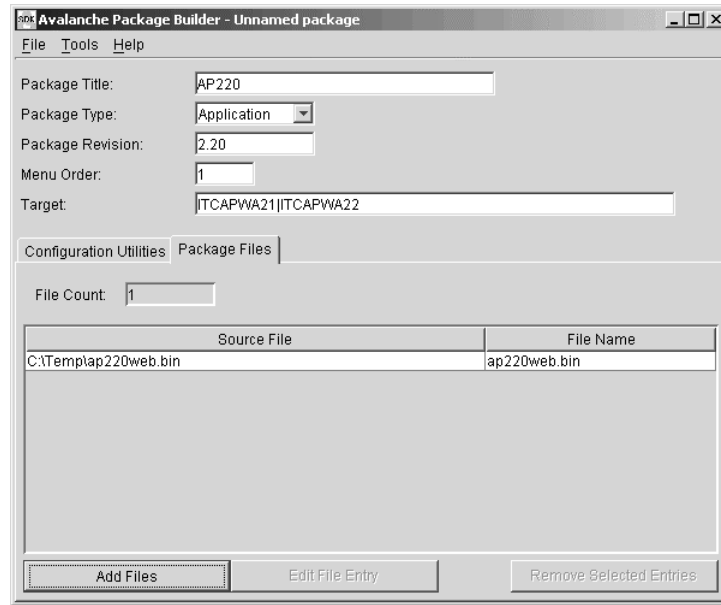 SDK Avalanche Package Builder - Unnamed package
File Tools Help
Package Title: AP220
Package Type: Application
Package Revision: 2.20
Menu Order: 1
Target: ITCAPWA21|ITCAPWA22
Configuration Utilities Package Files
File Count: 1
Source File File Name
C:\Temp\ap220web.bin ap220web.bin
Add Files Edit File Entry Remove Selected Entries